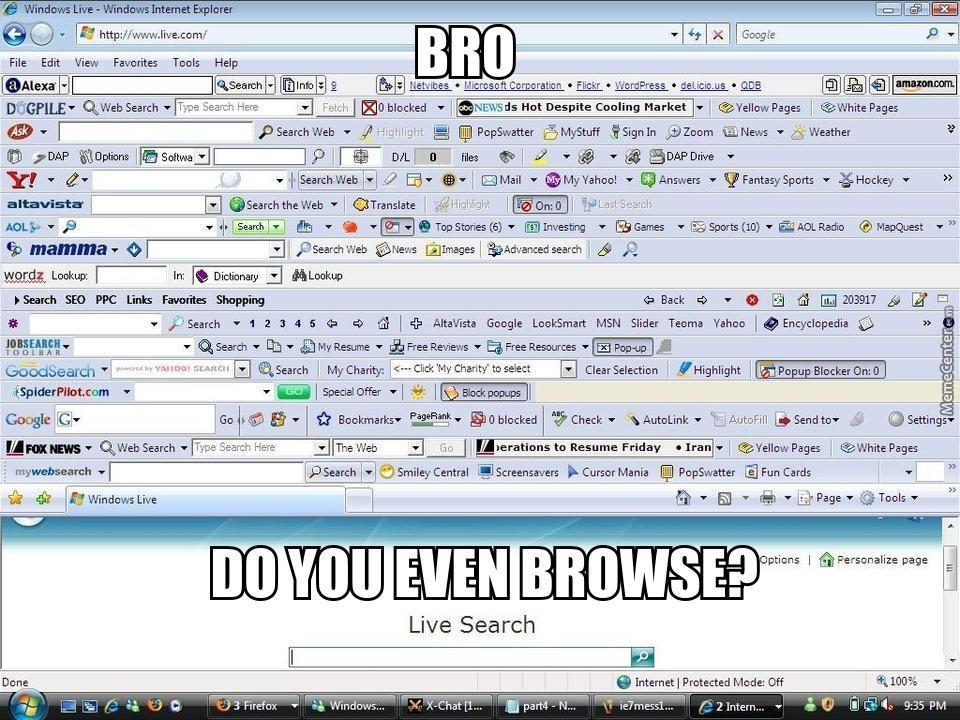 Windows Live - Windows Internet Explorer
http://www.live.com/ Google
BRO
File Edit View Favorites Tools Help
Alexa Search Info 9 Netvibes • Microsoft Corporation • Flickr • WordPress • del.icio.us • QDB amazon.com
DOGPILE Web Search Type Search Here Fetch 0 blocked abc NEWS ds Hot Despite Cooling Market Yellow Pages White Pages
Ask Search Web Highlight PopSwatter MyStuff Sign In Zoom News Weather
DAP Options Softwa D/L 0 files DAP Drive
Y! Search Web Mail My My Yahoo! Answers Fantasy Sports Hockey
altavista Search the Web Translate Highlight On: 0 Last Search
AOL Search Top Stories (6) Investing Games Sports (10) AOL Radio MapQuest
mamma Search Web News Images Advanced search
wordz Lookup: In: Dictionary Lookup
Search SEO PPC Links Favorites Shopping Back 203917
Search 1 2 3 4 5 AltaVista Google LookSmart MSN Slider Teoma Yahoo Encyclopedia
JOBSEARCH TOOLBAR Search My Resume Free Reviews Free Resources Pop-up
GoodSearch powered by YAHOO! SEARCH Search My Charity: <--- Click 'My Charity' to select Clear Selection Highlight Popup Blocker On: 0
SpiderPilot.com GO Special Offer Block popups
Google G Go Bookmarks PageRank 0 blocked ABC Check AutoLink AutoFill Send to Settings
FOX NEWS Web Search Type Search Here The Web Go perations to Resume Friday • Iran Yellow Pages White Pages
mywebsearch Search Smiley Central Screensavers Cursor Mania PopSwatter Fun Cards
Windows Live Page Tools
MemeCenter.com
Options | Personalize page
DO YOU EVEN BROWSE?
Live Search
Done Internet | Protected Mode: Off 100%
3 Firefox Windows... X-Chat [1... part4 - N... ie7mess1... 2 Intern... 9:35 PM